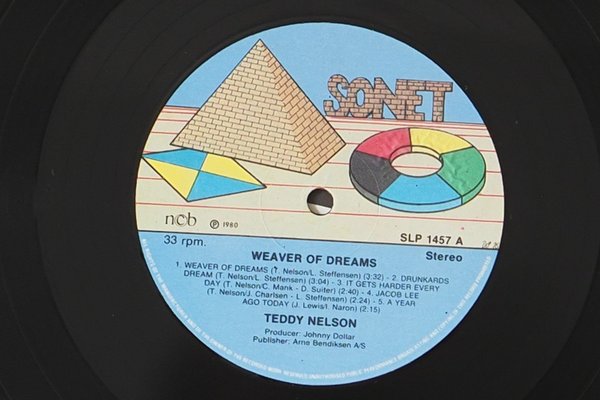 SONET
ncb
℗ 1980
SLP 1457 A
33 rpm.
Stereo
WEAVER OF DREAMS
1. WEAVER OF DREAMS (T. Nelson/L. Steffensen) (3:32) - 2. DRUNKARDS
DREAM (T. Nelson/L. Steffensen) (3:04) - 3. IT GETS HARDER EVERY
DAY (T. Nelson/C. Mank - D. Suiter) (2:40) - 4. JACOB LEE
(T. Nelson/J. Charlsen - L. Steffensen) (2:24) - 5. A YEAR
AGO TODAY (J. Lewis/I. Naron) (2:15)
TEDDY NELSON
Producer: Johnny Dollar
Publisher: Arne Bendiksen A/S